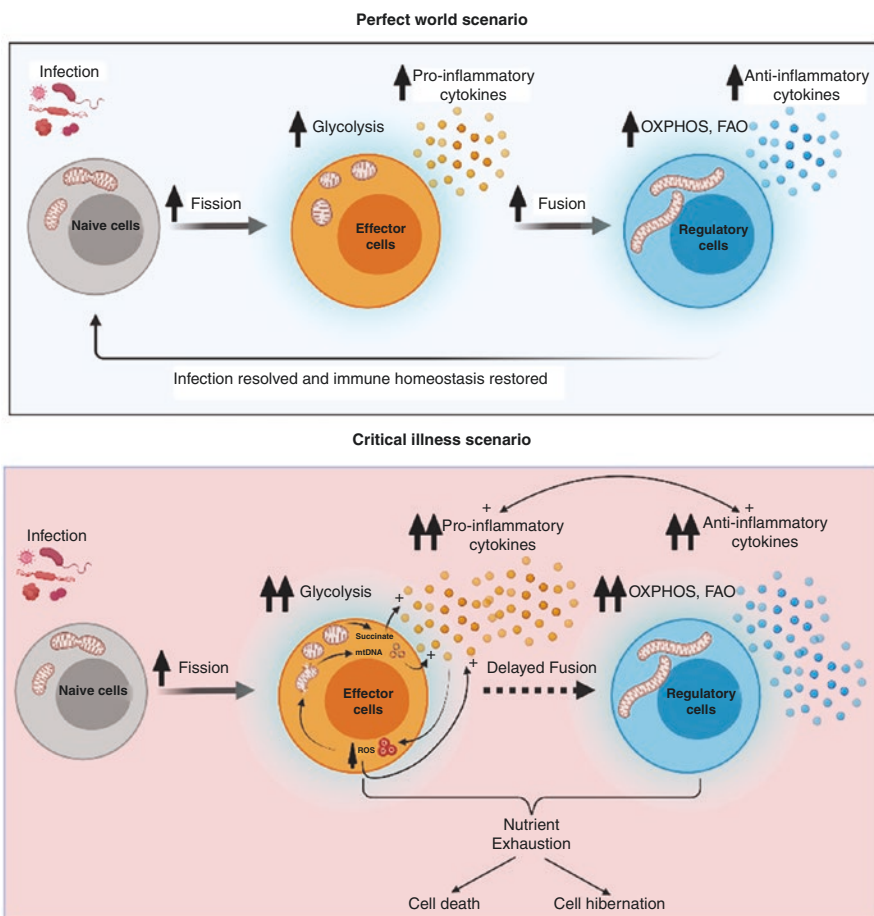 Perfect world scenario
Infection
Pro-inflammatory
cytokines
Anti-inflammatory
cytokines
Glycolysis
OXPHOS, FAO
Naive cells
Fission
Effector
cells
Fusion
Regulatory
cells
Infection resolved and immune homeostasis restored
Critical illness scenario
+
+
Infection
Pro-inflammatory
cytokines
Anti-inflammatory
cytokines
Glycolysis
OXPHOS, FAO
+
Succinate
mtDNA
+
+
Naive cells
Fission
Effector
cells
Delayed Fusion
Regulatory
cells
ROS
Nutrient
Exhaustion
Cell death
Cell hibernation